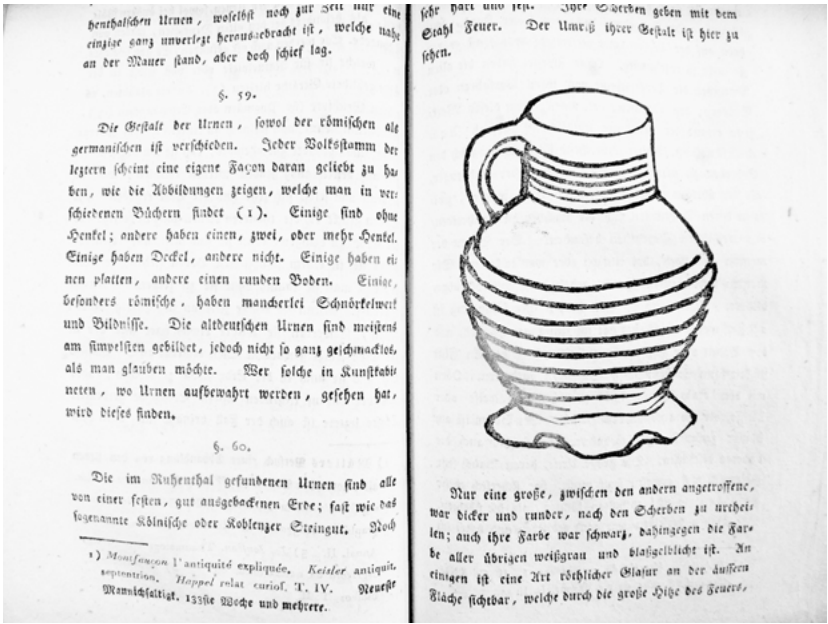 henthalschen Urnen, woselbst noch zur Zeit nur eine
einzige ganz unverlezt herausgebracht ist, welche nahe
an der Mauer stand, aber doch schief lag.
§. 59.
Die Gestalt der Urnen, sowol der römischen als
germanischen ist verschieden. Jeder Volksstamm der
leztern scheint eine eigene Façon daran geliebt zu ha-
ben, wie die Abbildungen zeigen, welche man in ver-
schiedenen Büchern findet (1). Einige sind ohne
Henkel; andere haben einen, zwei, oder mehr Henkel.
Einige haben Deckel, andere nicht. Einige haben ei-
nen platten, andere einen runden Boden. Einige,
besonders römische, haben mancherlei Schnörkelwerk
und Bildnisse. Die altdeutschen Urnen sind meistens
am simpelsten gebildet, jedoch nicht so ganz geschmacklos,
als man glauben möchte. Wer solche in Kunstkabi-
neten, wo Urnen aufbewahrt werden, gesehen hat,
wird dieses finden.
§. 60.
Die im Ruhenthal gefundenen Urnen sind alle
von einer festen, gut ausgebackenen Erde; fast wie das
sogenannte Kölnische oder Koblenzer Steingut. Noch
1) Montfauçon l'antiquité expliquée. Keisler antiquit.
septentrion. Happel relat curios. T. IV. Neueste
Mannichfaltigk. 133ste Woche und mehrere.
sehr hart und fest. Ihre Scherben geben mit dem
Stahl Feuer. Der Umriß ihrer Gestalt ist hier zu
sehen.
Nur eine große, zwischen den andern angetroffene,
war dicker und runder, nach den Scherben zu urthei-
len; auch ihre Farbe war schwarz, dahingegen die Far-
be aller übrigen weißgrau und blaßgelblicht ist. An
einigen ist eine Art röthlicher Glasur an der äussern
Fläche sichtbar, welche durch die große Hitze des Feuers,